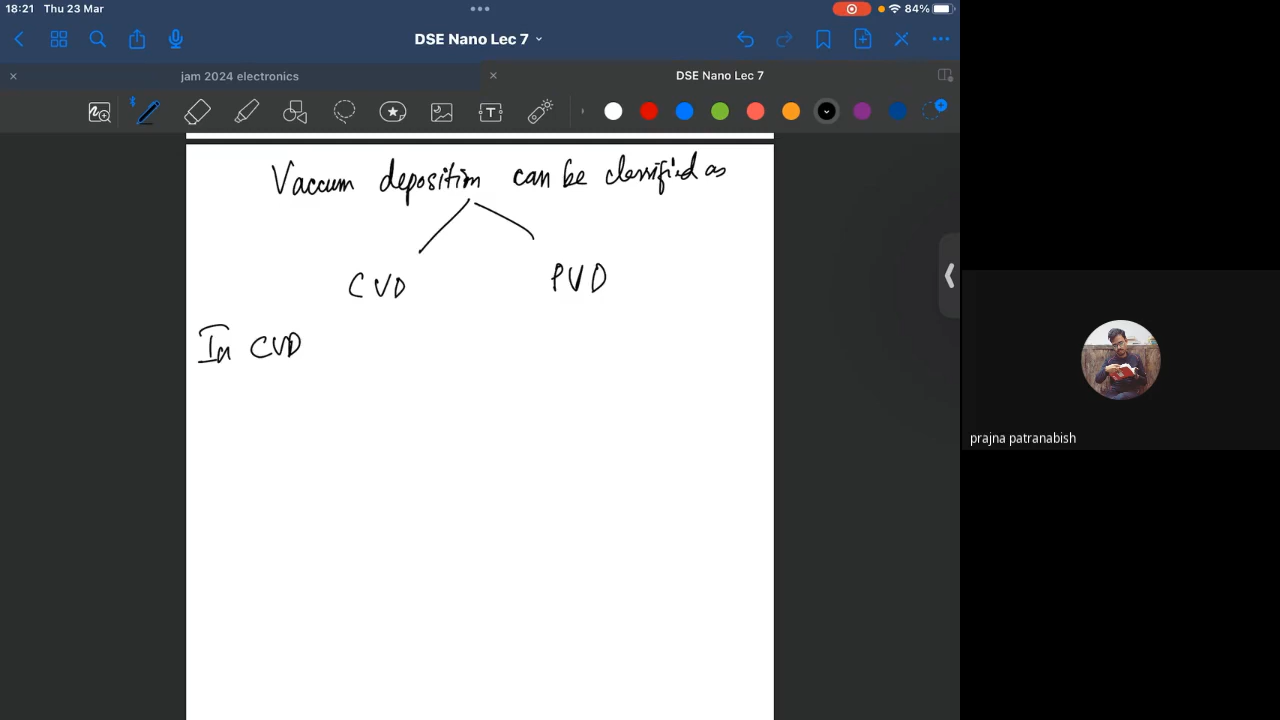 18:21 Thu 23 Mar
84%
DSE Nano Lec 7
jam 2024 electronics
DSE Nano Lec 7
T
Vaccum deposition can be classified as
CVD PVD
In CVD
prajna patranabish